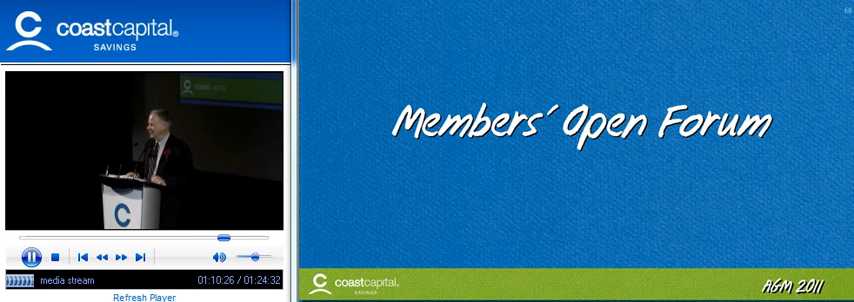 coastcapital®
SAVINGS
media stream
01:10:26 / 01:24:32
Refresh Player
68
Members' Open Forum
coastcapital®
SAVINGS
AGM 2011